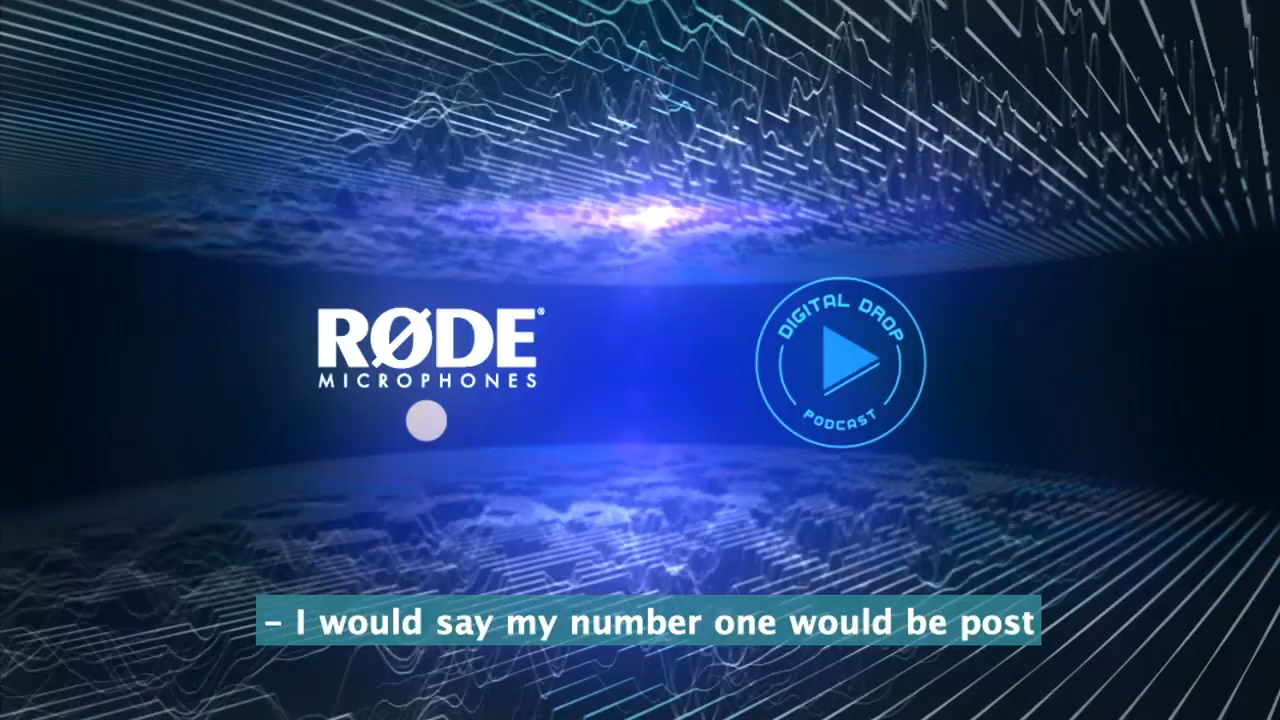 RØDE®
MICROPHONES
DIGITAL DROP
PODCAST
– I would say my number one would be post